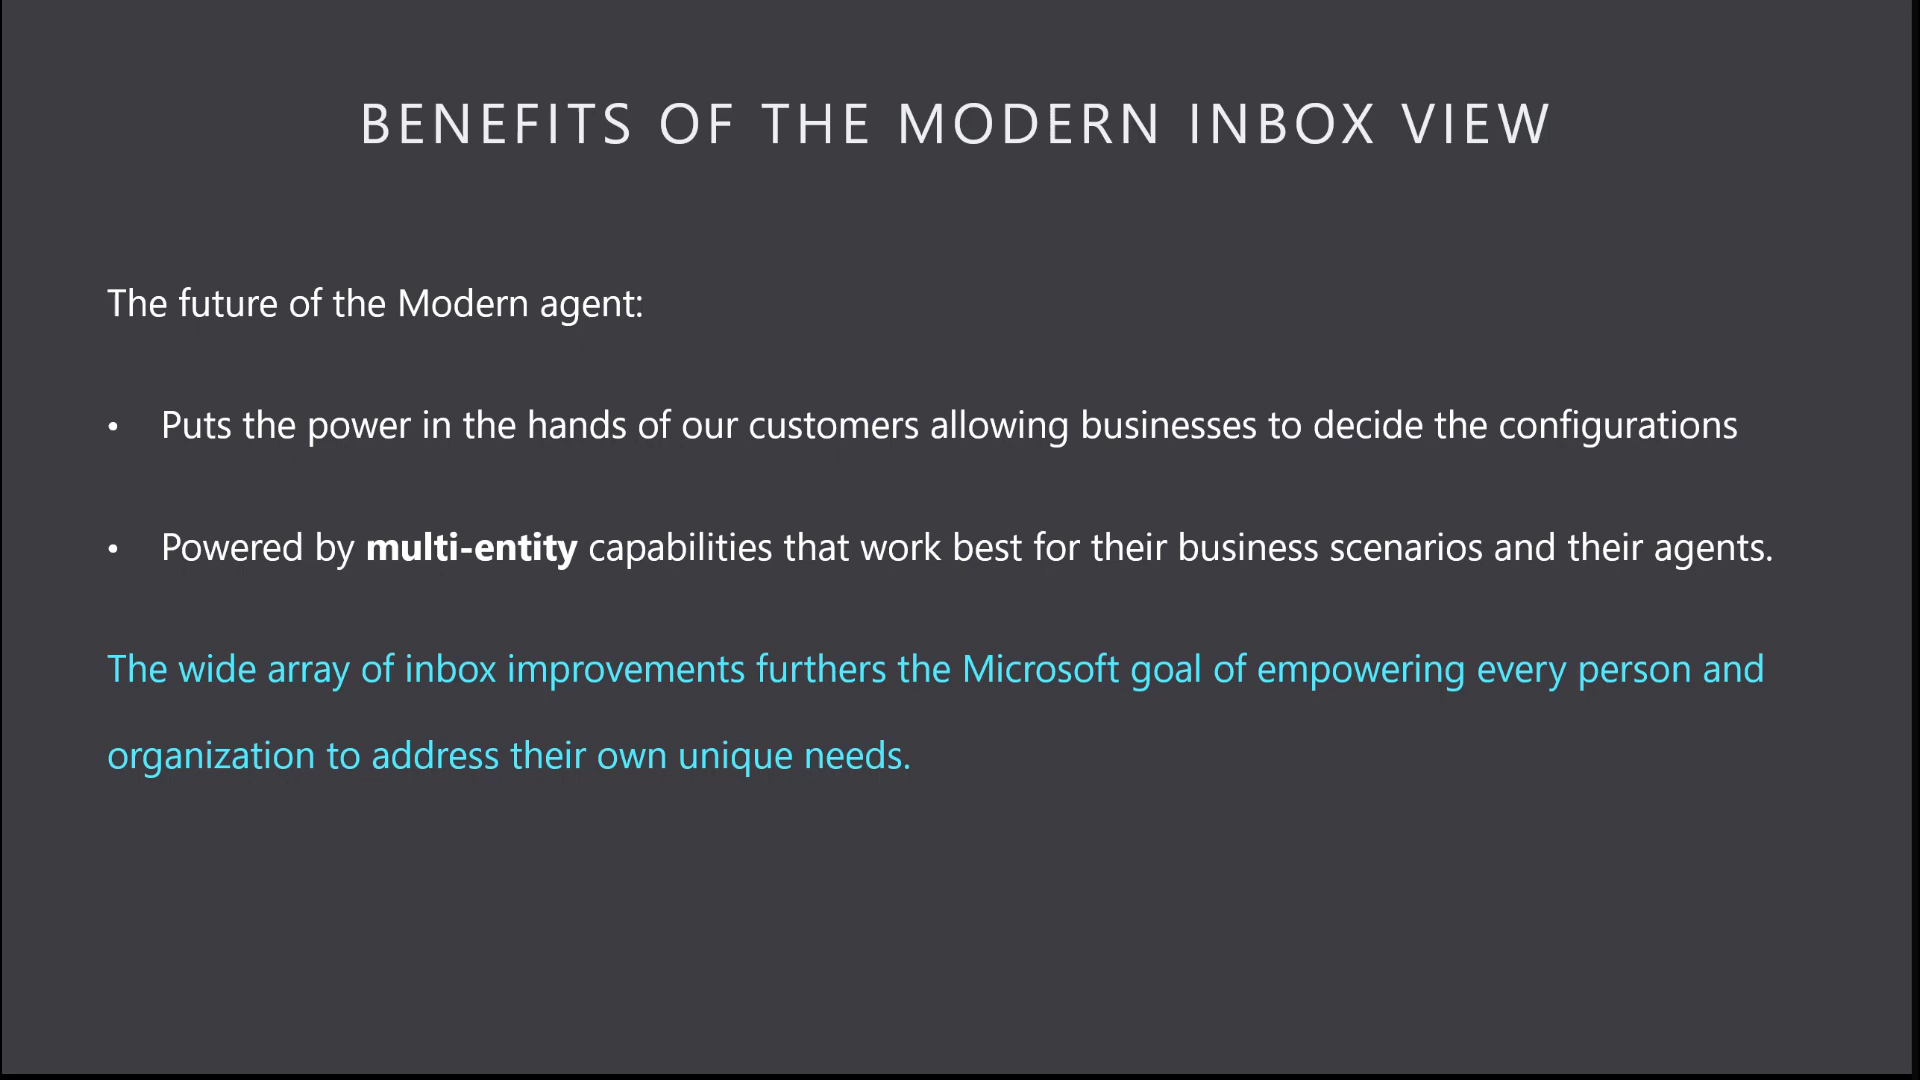 BENEFITS OF THE MODERN INBOX VIEW
The future of the Modern agent:
• Puts the power in the hands of our customers allowing businesses to decide the configurations
• Powered by multi-entity capabilities that work best for their business scenarios and their agents.
The wide array of inbox improvements furthers the Microsoft goal of empowering every person and
organization to address their own unique needs.